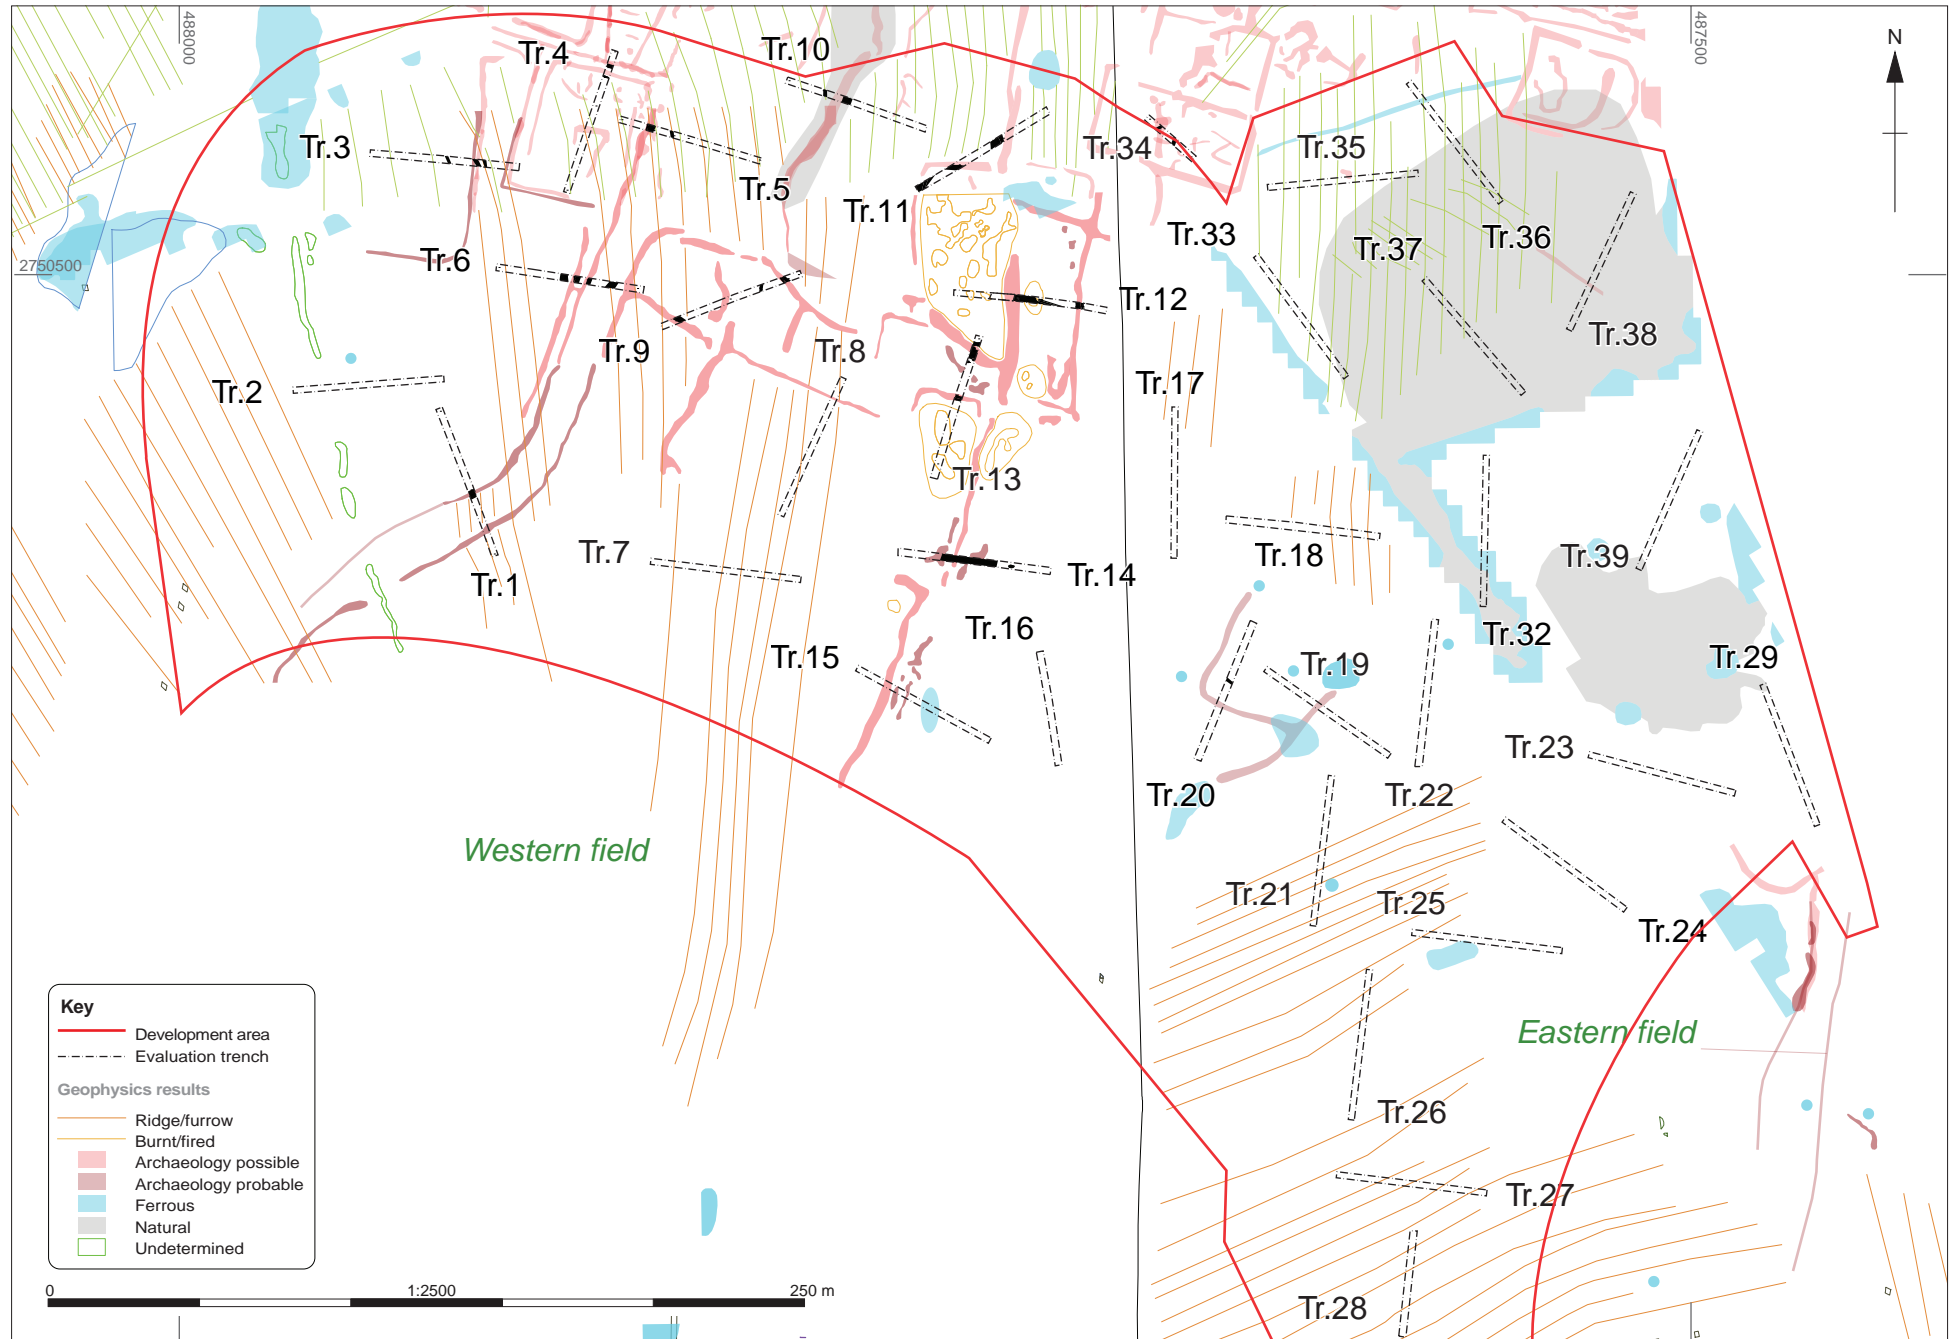 488000
487500
N
Tr.4
Tr.10
Tr.3
Tr.5
Tr.34
Tr.35
Tr.11
Tr.33
Tr.37
Tr.36
2750500
Tr.6
Tr.12
Tr.9
Tr.8
Tr.38
Tr.2
Tr.17
Tr.13
Tr.7
Tr.1
Tr.14
Tr.18
Tr.39
Tr.16
Tr.32
Tr.15
Tr.19
Tr.29
Tr.23
Tr.20
Tr.22
Western field
Tr.21
Tr.25
Tr.24
Eastern field
Tr.26
Tr.27
Tr.28
Key
Development area
Evaluation trench
Geophysics results
Ridge/furrow
Burnt/fired
Archaeology possible
Archaeology probable
Ferrous
Natural
Undetermined
0 1:2500 250 m